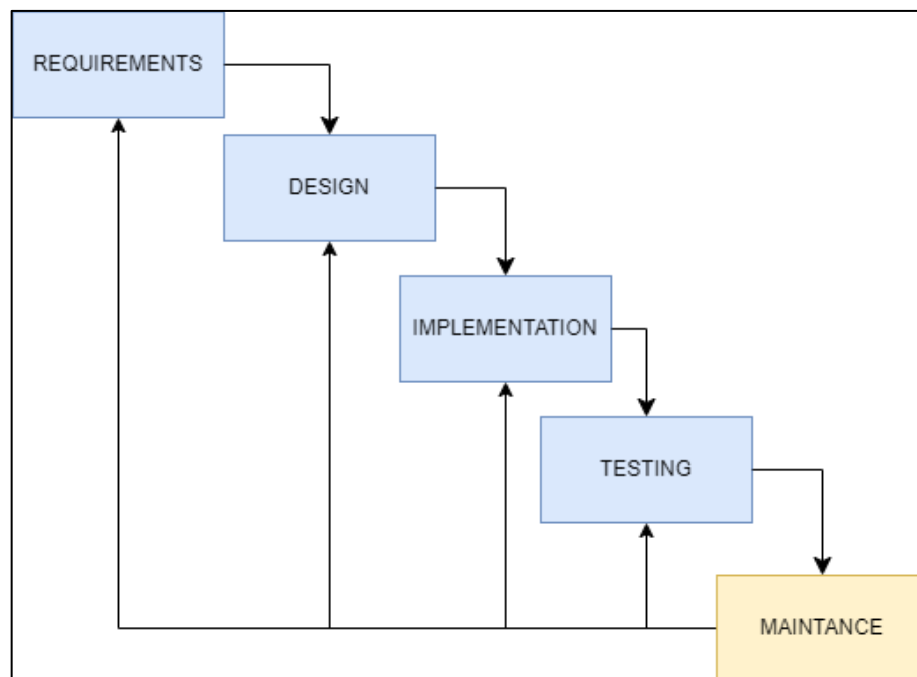 REQUIREMENTS
DESIGN
IMPLEMENTATION
TESTING
MAINTANCE